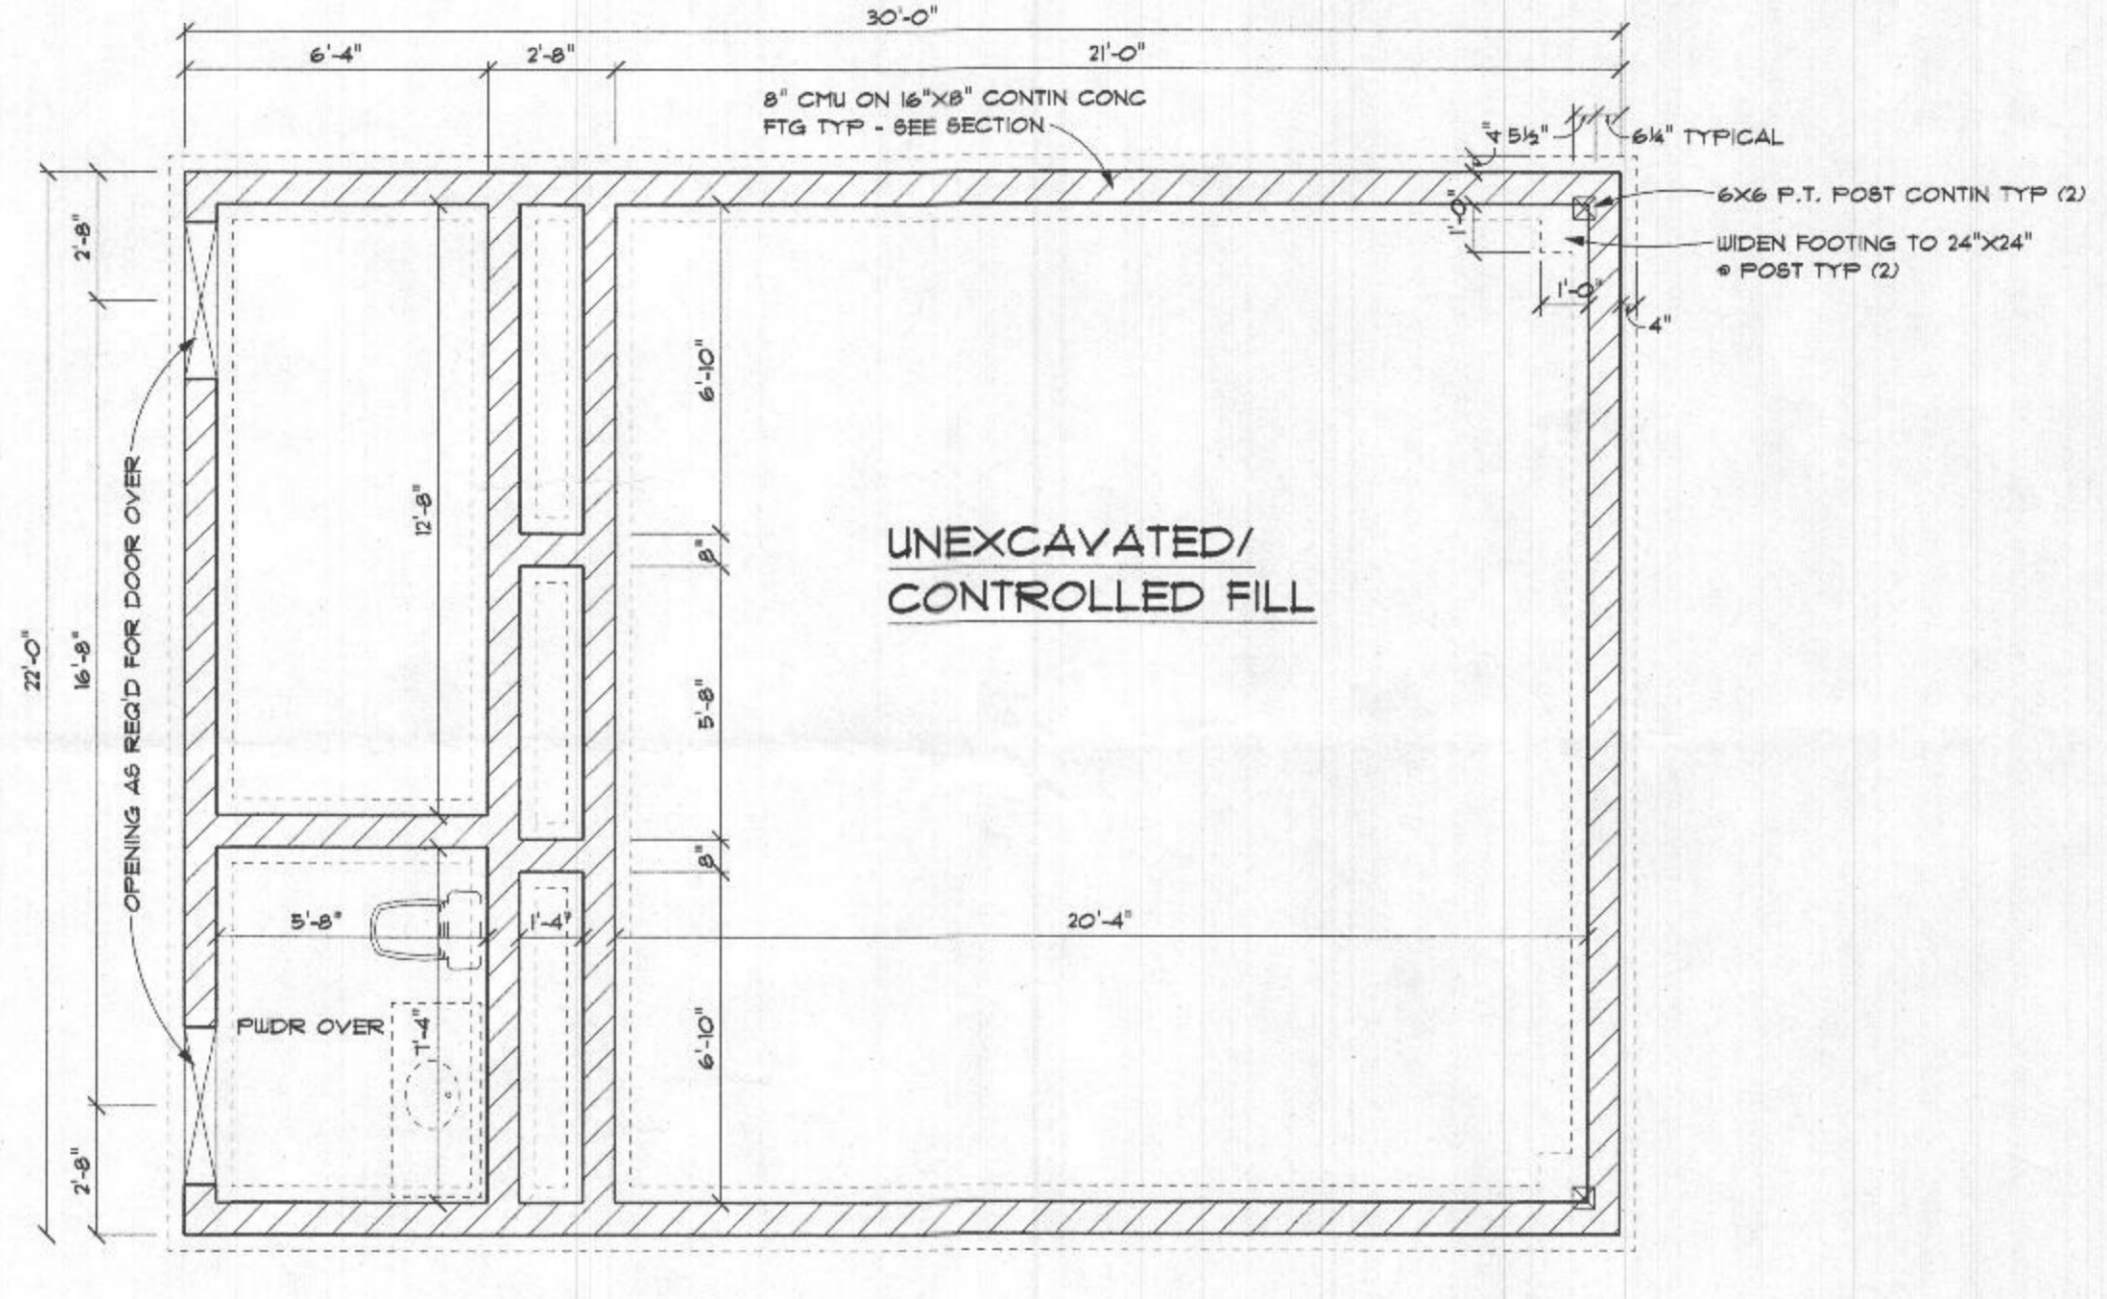 30'-0"
6'-4" 2'-8" 21'-0"
8" CMU ON 16"X8" CONTIN CONC
FTG TYP - SEE SECTION
4" 5½" 6¼" TYPICAL
6X6 P.T. POST CONTIN TYP (2)
WIDEN FOOTING TO 24"X24"
@ POST TYP (2)
1'-0"
1'-0"
4"
2'-8"
22'-0"
16'-8"
OPENING AS REQ'D FOR DOOR OVER
12'-8"
6'-10"
8"
5'-8"
8"
UNEXCAVATED/
CONTROLLED FILL
5'-8" 1'-4" 20'-4"
PWDR OVER
7'-4"
6'-10"
2'-8"